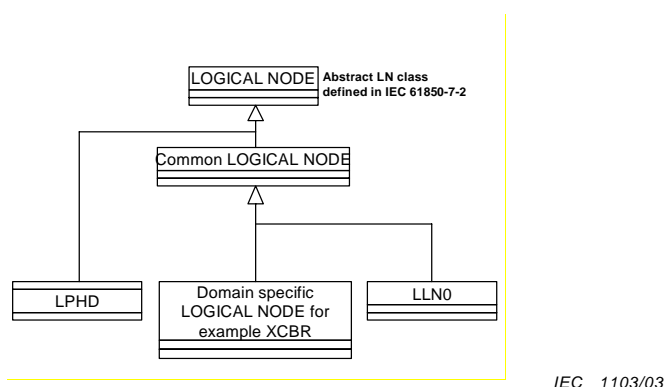 LOGICAL NODE
Abstract LN class
defined in IEC 61850-7-2
Common LOGICAL NODE
LPHD
Domain specific
LOGICAL NODE for
example XCBR
LLN0
IEC 1103/03